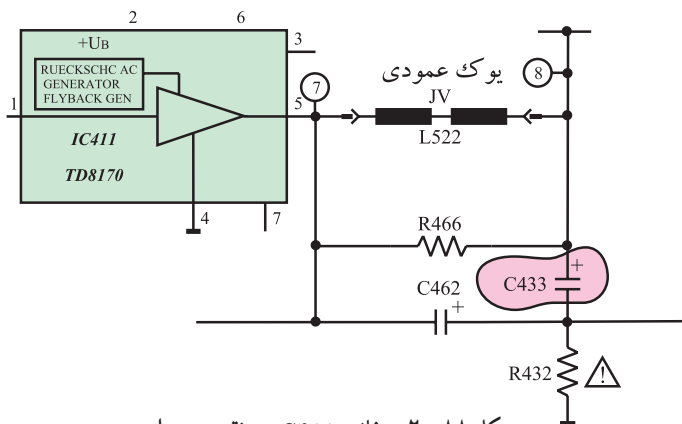 2
6
+UB
3
RUECKSCHC AC
GENERATOR
FLYBACK GEN
1
5
7
8
یوک عمودی
JV
L522
IC411
TD8170
4
7
R466
C462
+
+
C433
R432
!